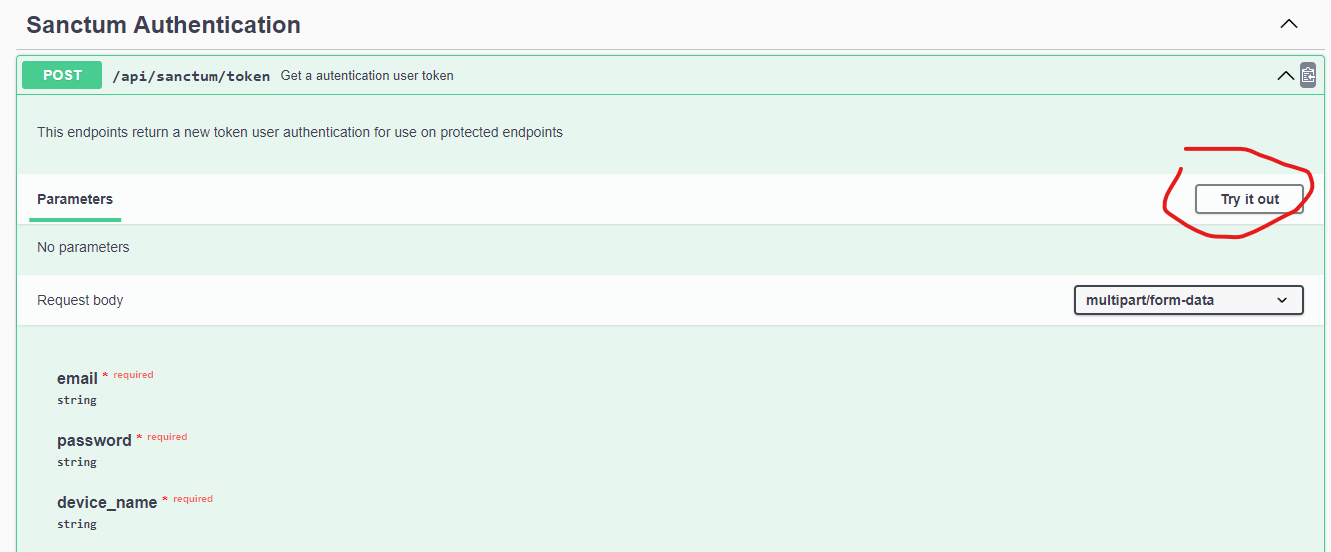 Sanctum Authentication
POST /api/sanctum/token Get a autentication user token
This endpoints return a new token user authentication for use on protected endpoints
Parameters Try it out
No parameters
Request body multipart/form-data
email * required
string
password * required
string
device_name * required
string